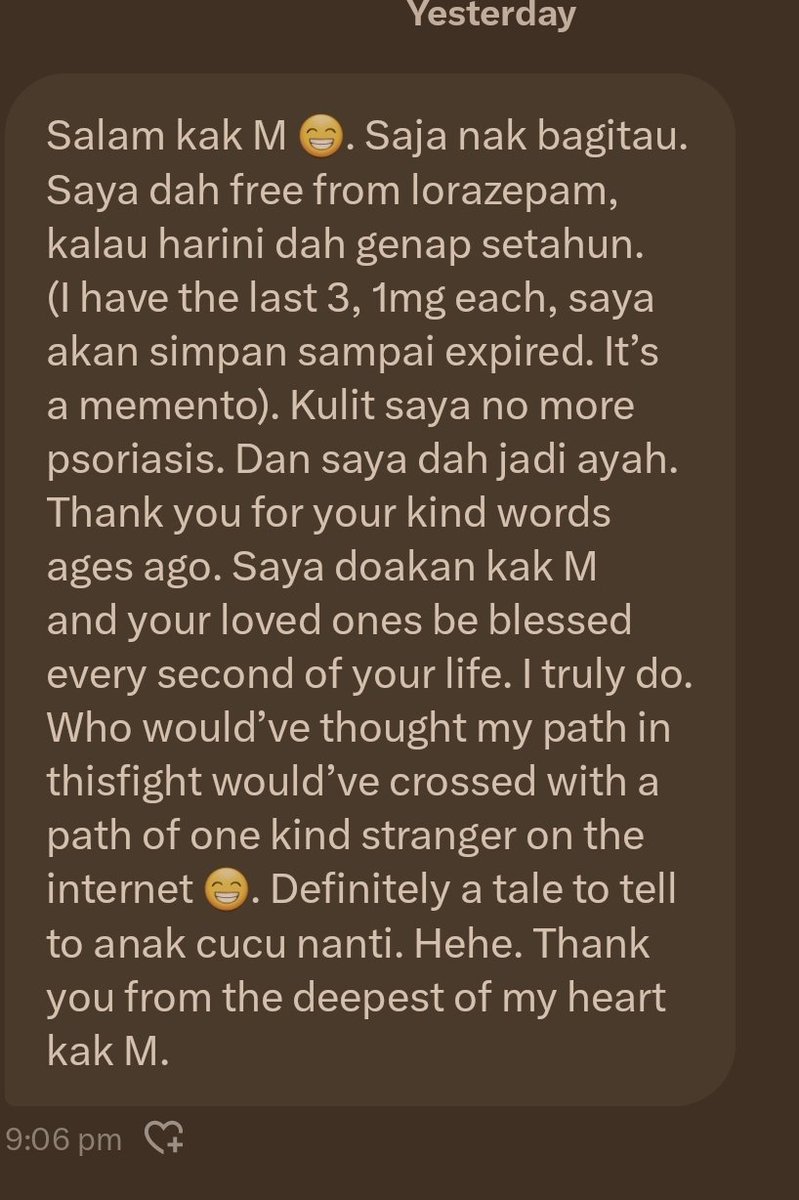 Yesterday
Salam kak M 😁. Saja nak bagitau.
Saya dah free from lorazepam,
kalau harini dah genap setahun.
(I have the last 3, 1mg each, saya
akan simpan sampai expired. It’s
a memento). Kulit saya no more
psoriasis. Dan saya dah jadi ayah.
Thank you for your kind words
ages ago. Saya doakan kak M
and your loved ones be blessed
every second of your life. I truly do.
Who would’ve thought my path in
thisfight would’ve crossed with a
path of one kind stranger on the
internet 😁. Definitely a tale to tell
to anak cucu nanti. Hehe. Thank
you from the deepest of my heart
kak M.
9:06 pm